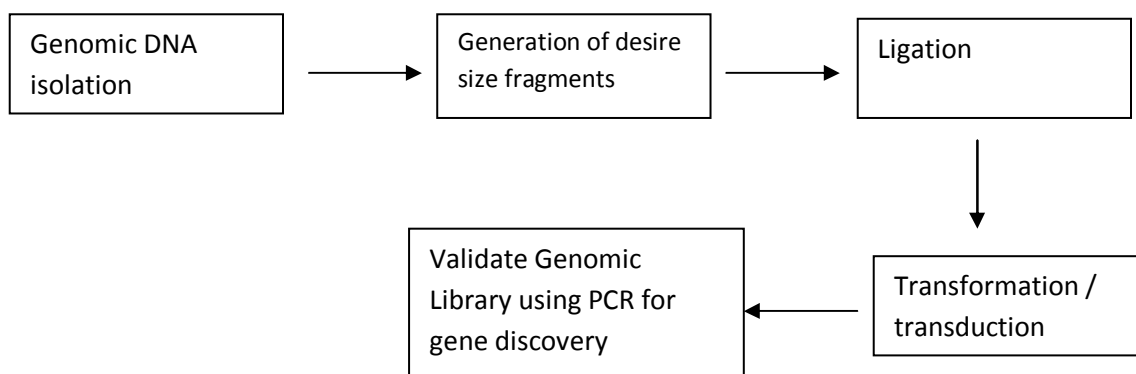 Genomic DNA
isolation
Generation of desire
size fragments
Ligation
Transformation /
transduction
Validate Genomic
Library using PCR for
gene discovery